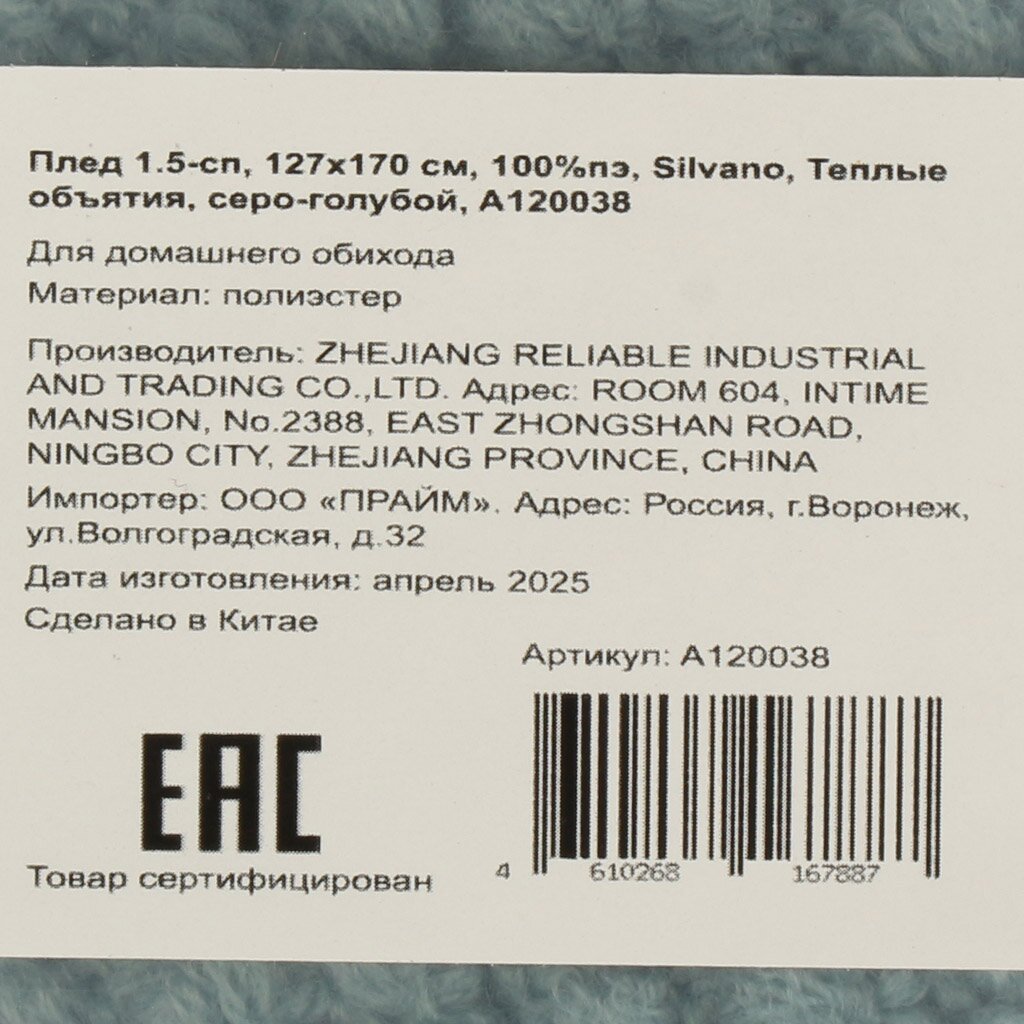 Плед 1.5-сп, 127х170 см, 100%пэ, Silvano, Теплые
объятия, серо-голубой, А120038
Для домашнего обихода
Материал: полиэстер
Производитель: ZHEJIANG RELIABLE INDUSTRIAL
AND TRADING CO.,LTD. Адрес: ROOM 604, INTIME
MANSION, No.2388, EAST ZHONGSHAN ROAD,
NINGBO CITY, ZHEJIANG PROVINCE, CHINA
Импортер: ООО «ПРАЙМ». Адрес: Россия, г.Воронеж,
ул.Волгоградская, д.32
Дата изготовления: апрель 2025
Сделано в Китае
Артикул: А120038
EAC
Товар сертифицирован
4 610268 167887